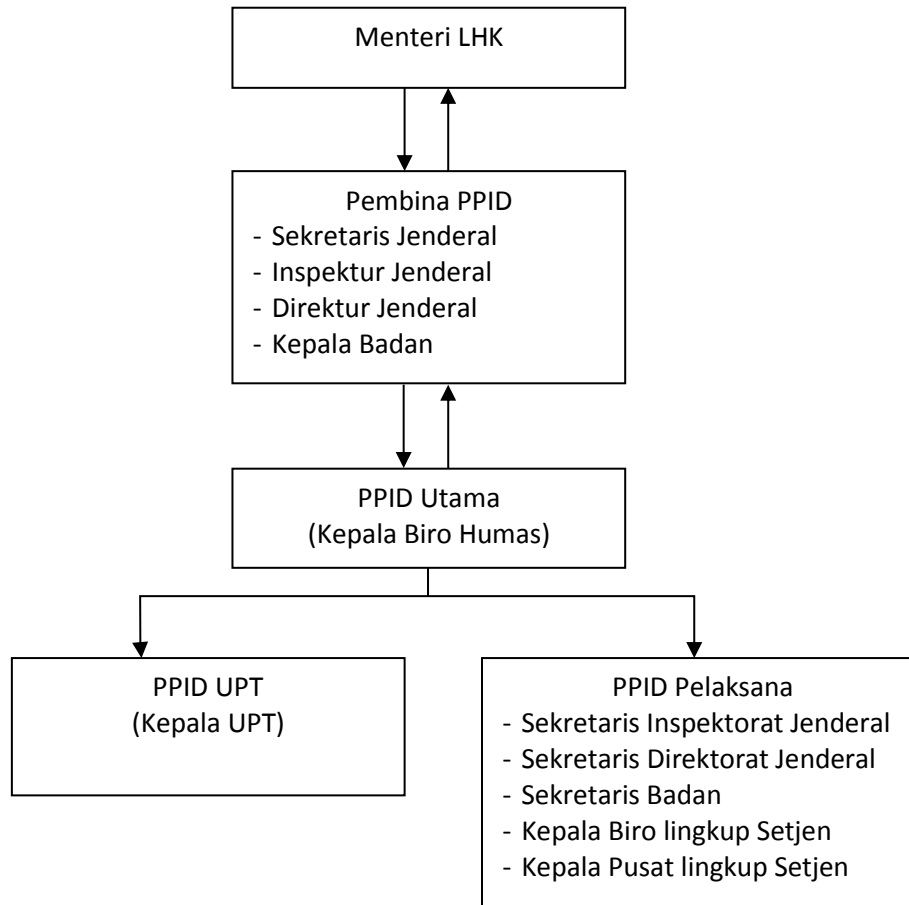 Menteri LHK
Pembina PPID
- Sekretaris Jenderal
- Inspektur Jenderal
- Direktur Jenderal
- Kepala Badan
PPID Utama
(Kepala Biro Humas)
PPID UPT
(Kepala UPT)
PPID Pelaksana
- Sekretaris Inspektorat Jenderal
- Sekretaris Direktorat Jenderal
- Sekretaris Badan
- Kepala Biro lingkup Setjen
- Kepala Pusat lingkup Setjen